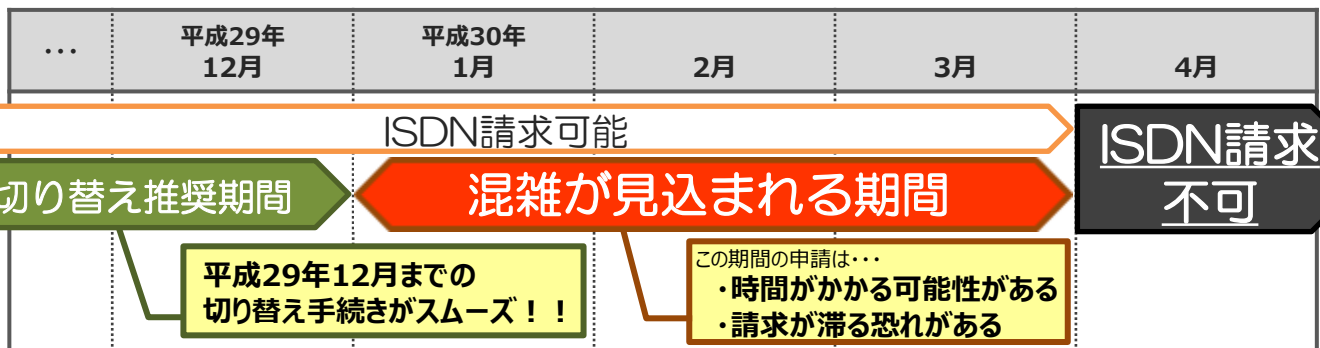 …
平成29年
12月
平成30年
1月
2月
3月
4月
ISDN請求可能
ISDN請求
不可
切り替え推奨期間
混雑が見込まれる期間
平成29年12月までの
切り替え手続きがスムーズ！！
この期間の申請は・・・
・時間がかかる可能性がある
・請求が滞る恐れがある